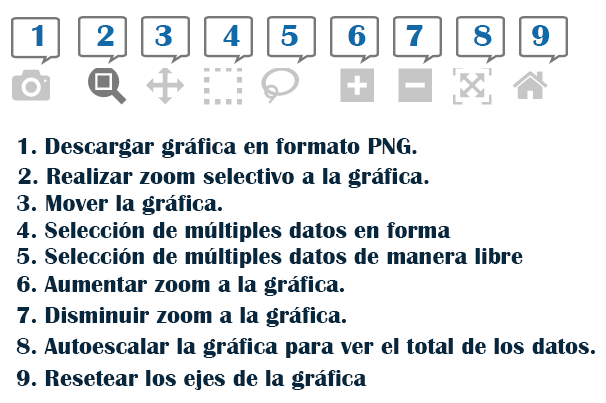 1 2 3 4 5 6 7 8 9
1. Descargar gráfica en formato PNG.
2. Realizar zoom selectivo a la gráfica.
3. Mover la gráfica.
4. Selección de múltiples datos en forma
5. Selección de múltiples datos de manera libre
6. Aumentar zoom a la gráfica.
7. Disminuir zoom a la gráfica.
8. Autoescalar la gráfica para ver el total de los datos.
9. Resetear los ejes de la gráfica